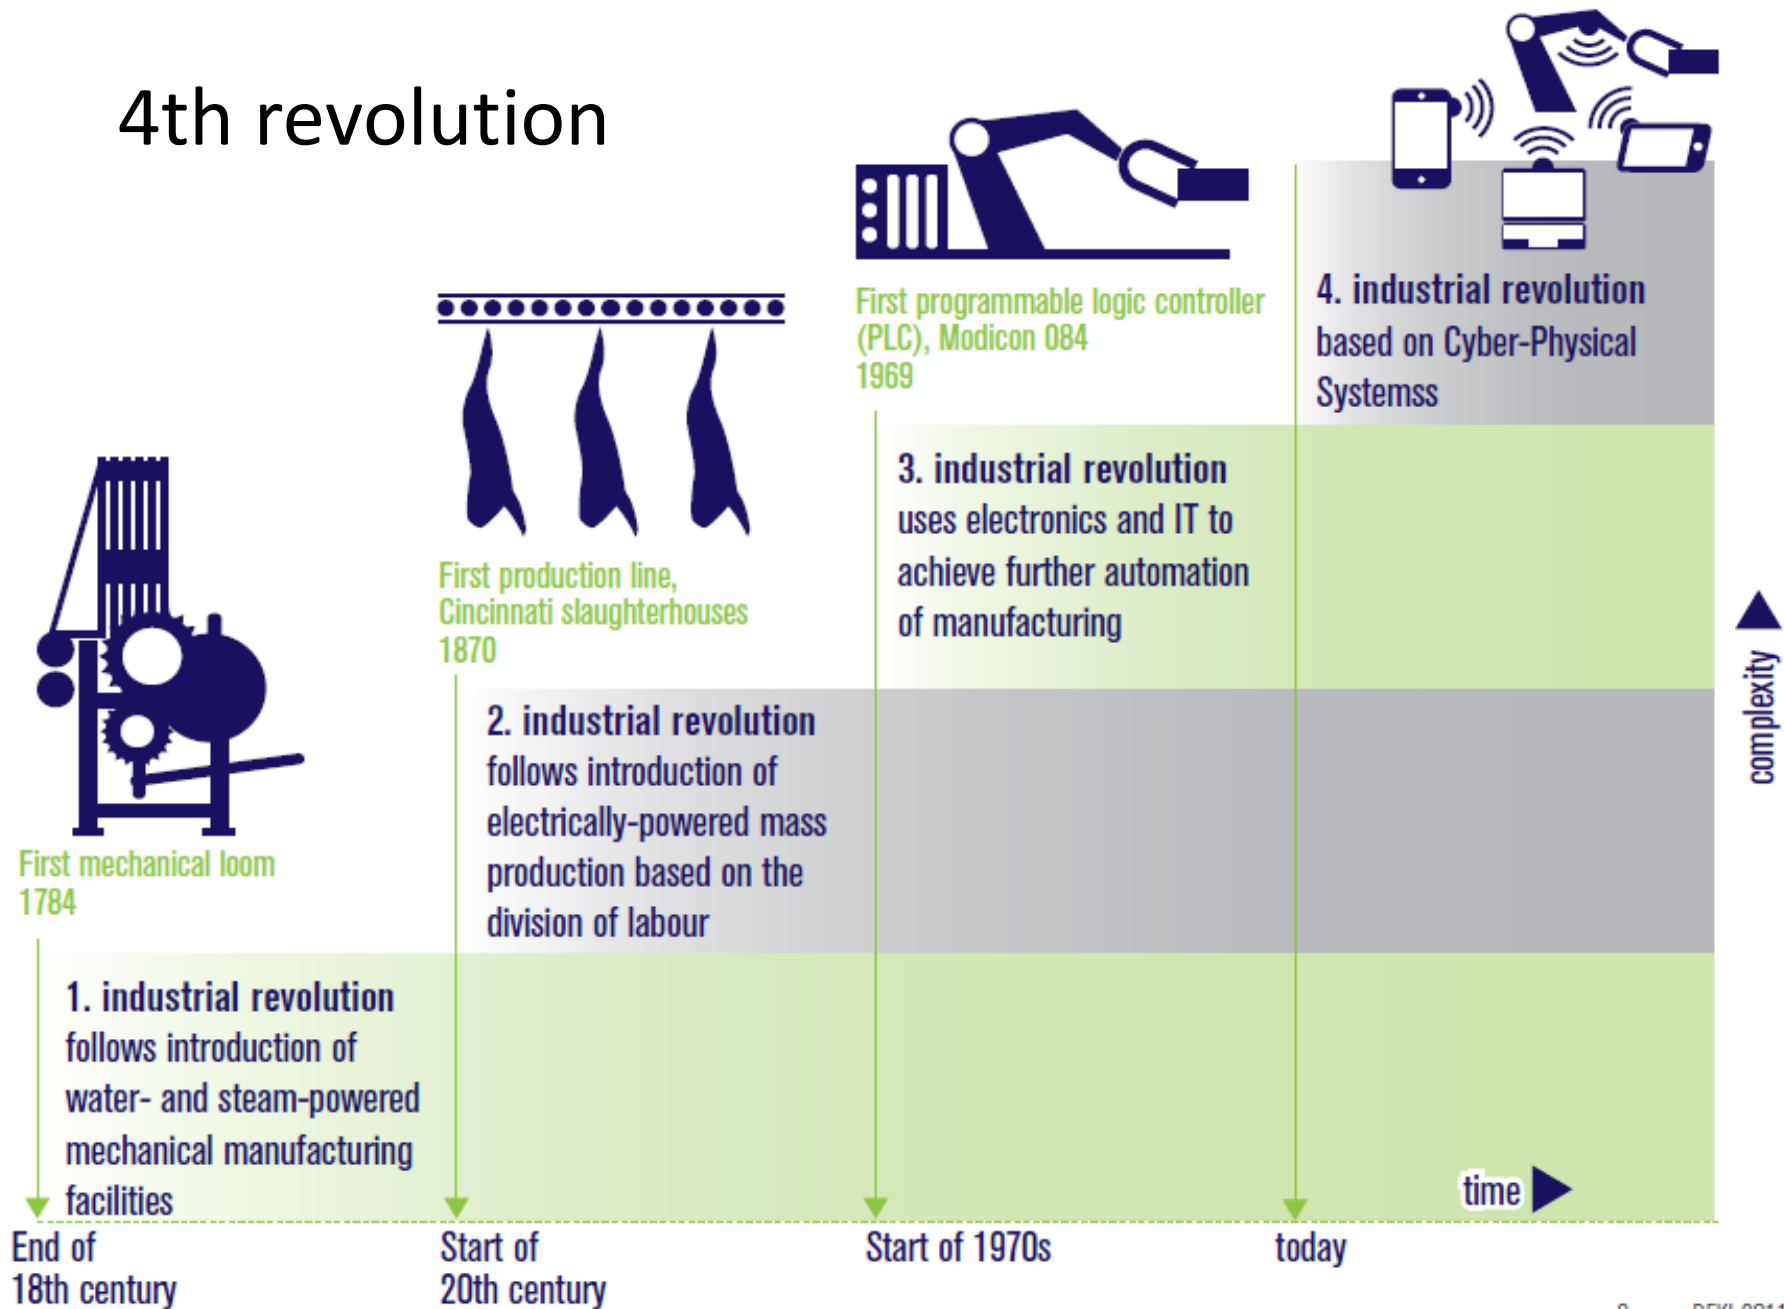 4th revolution
First programmable logic controller
(PLC), Modicon 084
1969
4. industrial revolution
based on Cyber-Physical
Systemss
3. industrial revolution
uses electronics and IT to
achieve further automation
of manufacturing
First production line,
Cincinnati slaughterhouses
1870
2. industrial revolution
follows introduction of
electrically-powered mass
production based on the
division of labour
complexity
First mechanical loom
1784
1. industrial revolution
follows introduction of
water- and steam-powered
mechanical manufacturing
facilities
time
End of
18th century
Start of
20th century
Start of 1970s
today